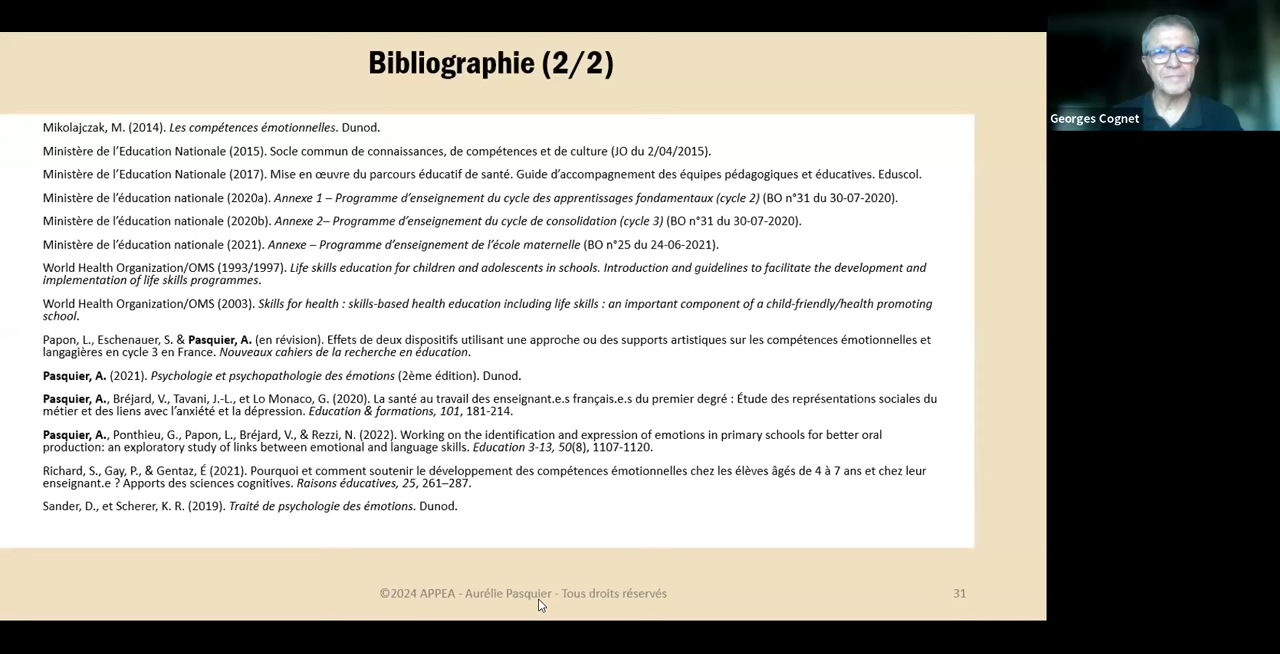 Bibliographie (2/2)
Georges Cognet
Mikolajczak, M. (2014). Les compétences émotionnelles. Dunod.
Ministère de l’Education Nationale (2015). Socle commun de connaissances, de compétences et de culture (JO du 2/04/2015).
Ministère de l’Education Nationale (2017). Mise en œuvre du parcours éducatif de santé. Guide d’accompagnement des équipes pédagogiques et éducatives. Eduscol.
Ministère de l’éducation nationale (2020a). Annexe 1 – Programme d’enseignement du cycle des apprentissages fondamentaux (cycle 2) (BO n°31 du 30-07-2020).
Ministère de l’éducation nationale (2020b). Annexe 2– Programme d’enseignement du cycle de consolidation (cycle 3) (BO n°31 du 30-07-2020).
Ministère de l’éducation nationale (2021). Annexe – Programme d’enseignement de l’école maternelle (BO n°25 du 24-06-2021).
World Health Organization/OMS (1993/1997). Life skills education for children and adolescents in schools. Introduction and guidelines to facilitate the development and
implementation of life skills programmes.
World Health Organization/OMS (2003). Skills for health : skills-based health education including life skills : an important component of a child-friendly/health promoting
school.
Papon, L., Eschenauer, S. & Pasquier, A. (en révision). Effets de deux dispositifs utilisant une approche ou des supports artistiques sur les compétences émotionnelles et
langagières en cycle 3 en France. Nouveaux cahiers de la recherche en éducation.
Pasquier, A. (2021). Psychologie et psychopathologie des émotions (2ème édition). Dunod.
Pasquier, A., Bréjard, V., Tavani, J.-L., et Lo Monaco, G. (2020). La santé au travail des enseignant.e.s français.e.s du premier degré : Étude des représentations sociales du
métier et des liens avec l’anxiété et la dépression. Education & formations, 101, 181-214.
Pasquier, A., Ponthieu, G., Papon, L., Bréjard, V., & Rezzi, N. (2022). Working on the identification and expression of emotions in primary schools for better oral
production: an exploratory study of links between emotional and language skills. Education 3-13, 50(8), 1107-1120.
Richard, S., Gay, P., & Gentaz, É (2021). Pourquoi et comment soutenir le développement des compétences émotionnelles chez les élèves âgés de 4 à 7 ans et chez leur
enseignant.e ? Apports des sciences cognitives. Raisons éducatives, 25, 261–287.
Sander, D., et Scherer, K. R. (2019). Traité de psychologie des émotions. Dunod.
©2024 APPEA - Aurélie Pasquier - Tous droits réservés
31